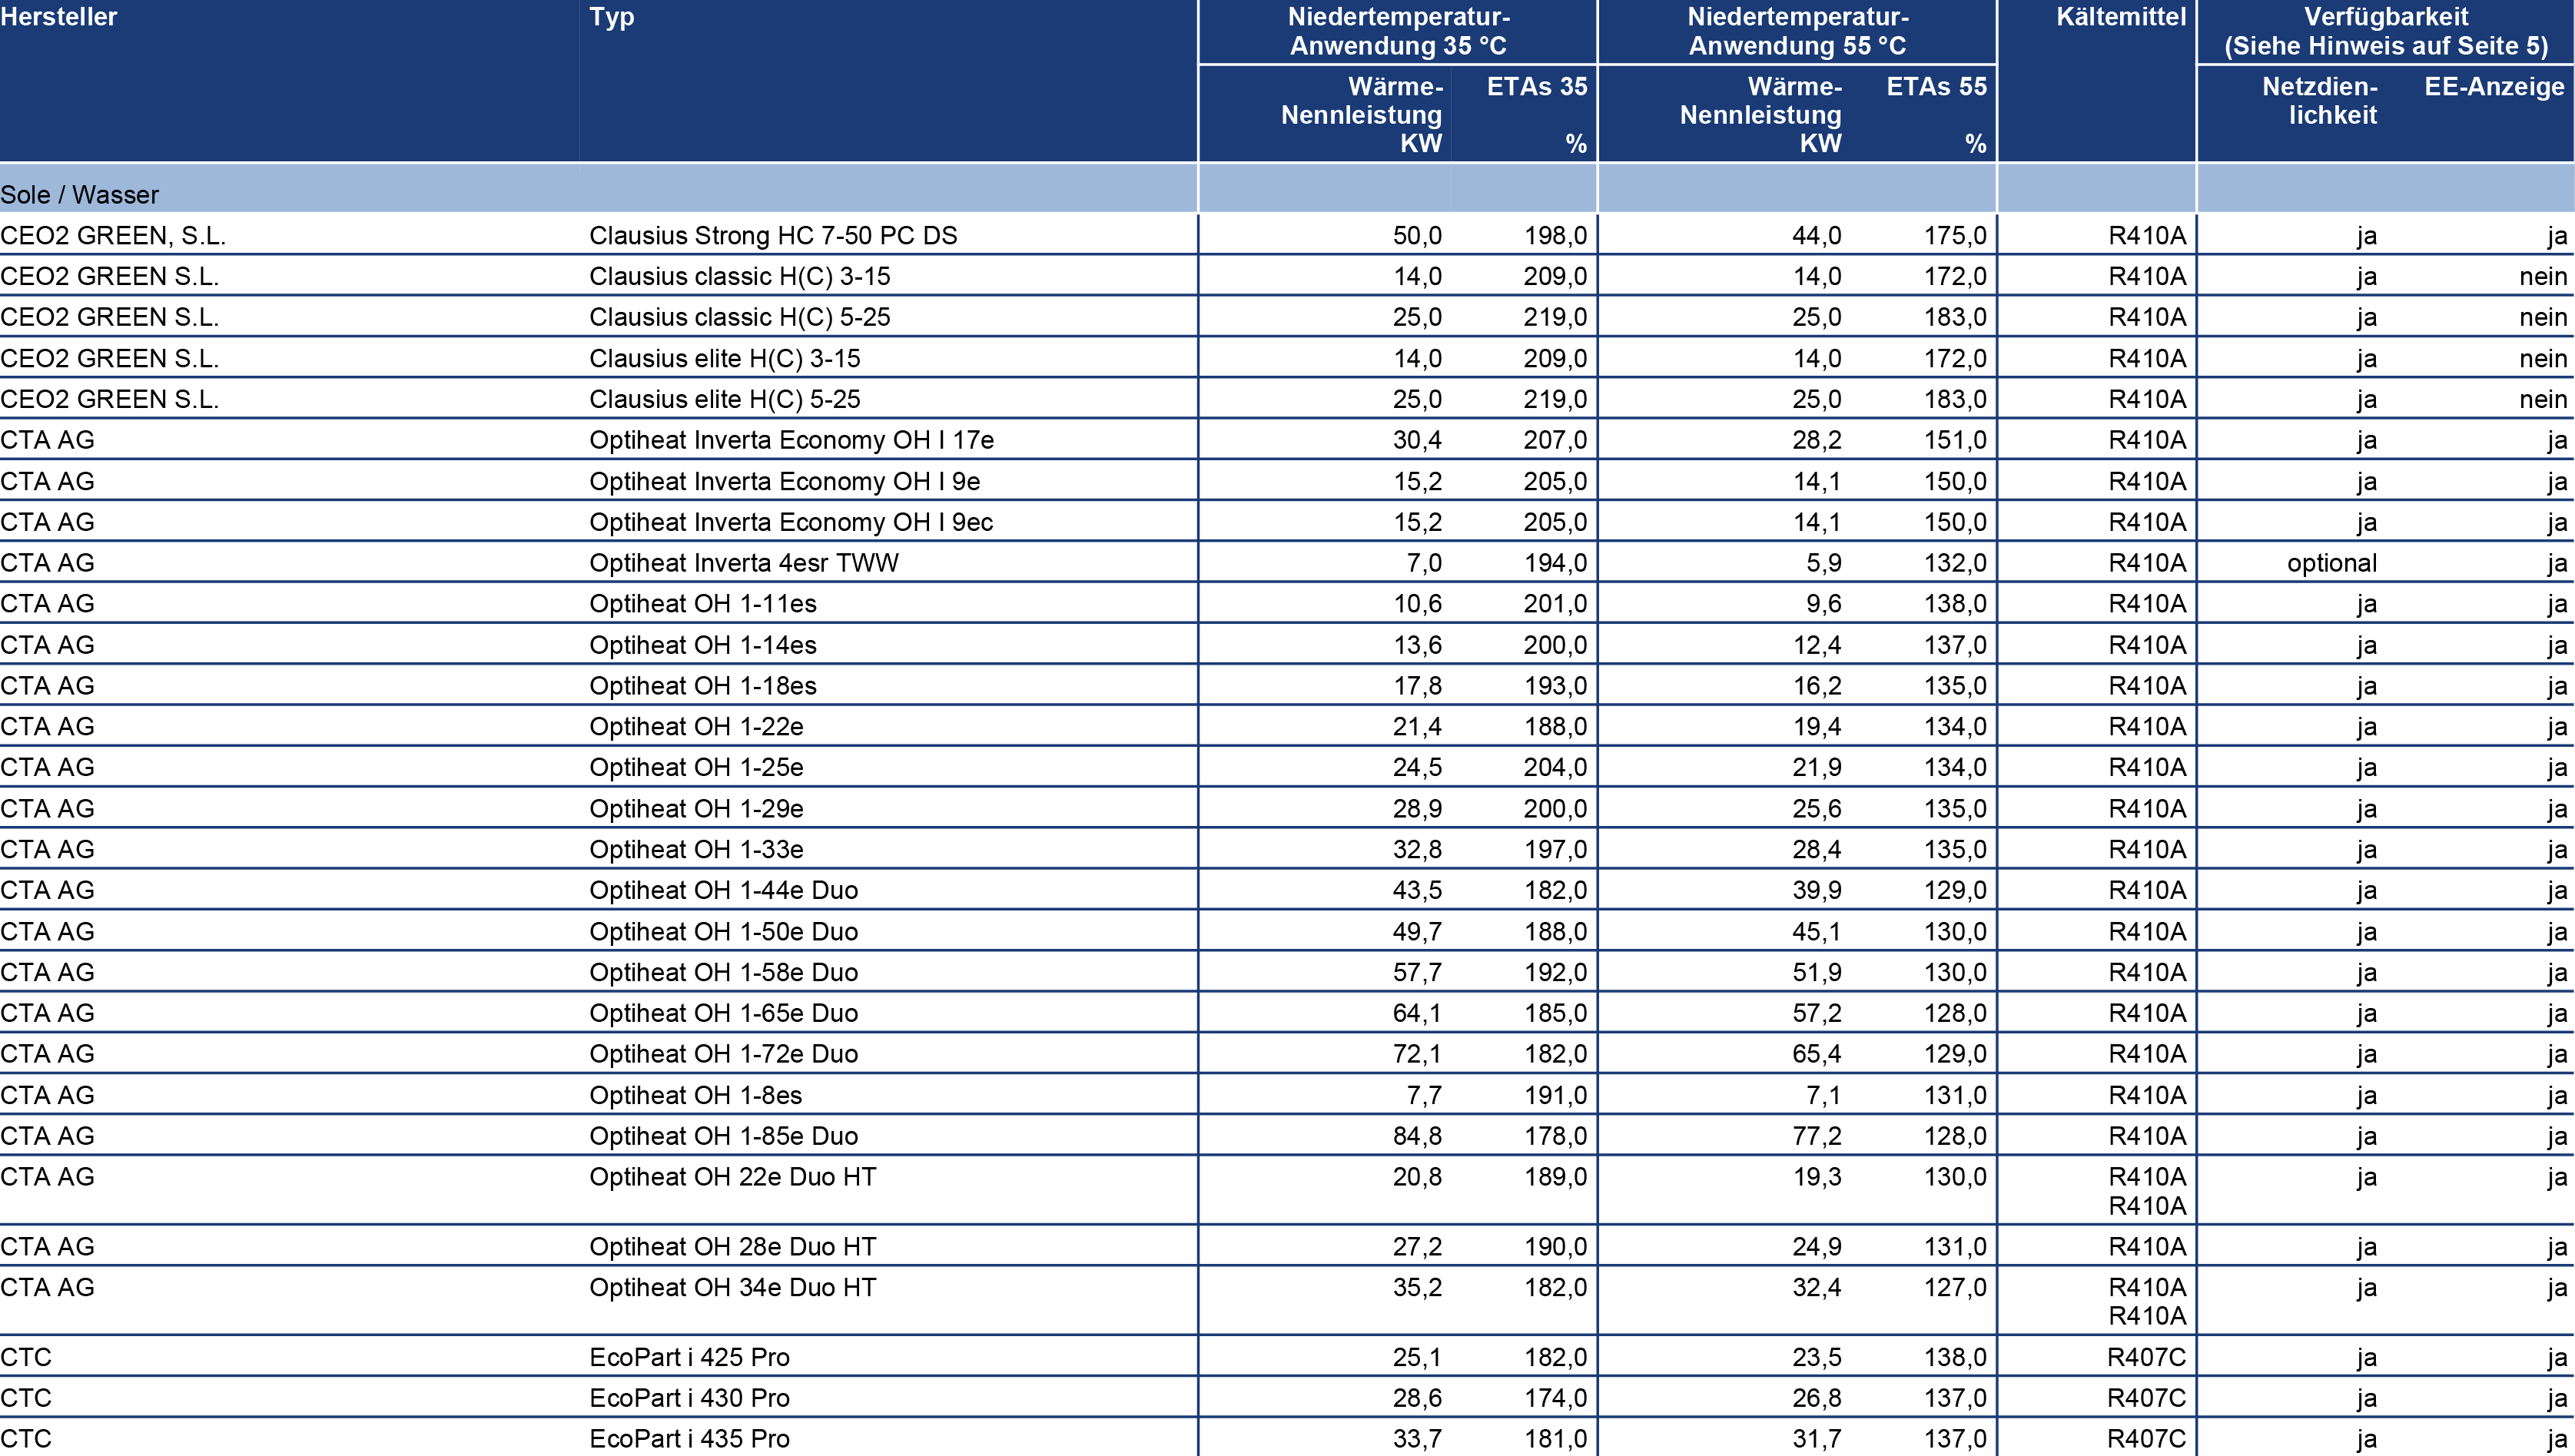 Hersteller Typ Niedertemperatur- Niedertemperatur- Kältemittel Verfügbarkeit
Anwendung 35 °C Anwendung 55 °C (Siehe Hinweis auf Seite 5)
Wärme- ETAs 35 Wärme- ETAs 55 Netzdien- EE-Anzeige
Nennleistung Nennleistung lichkeit
KW % KW %
Sole / Wasser
CEO2 GREEN, S.L. Clausius Strong HC 7-50 PC DS 50,0 198,0 44,0 175,0 R410A ja ja
CEO2 GREEN S.L. Clausius classic H(C) 3-15 14,0 209,0 14,0 172,0 R410A ja nein
CEO2 GREEN S.L. Clausius classic H(C) 5-25 25,0 219,0 25,0 183,0 R410A ja nein
CEO2 GREEN S.L. Clausius elite H(C) 3-15 14,0 209,0 14,0 172,0 R410A ja nein
CEO2 GREEN S.L. Clausius elite H(C) 5-25 25,0 219,0 25,0 183,0 R410A ja nein
CTA AG Optiheat Inverta Economy OH I 17e 30,4 207,0 28,2 151,0 R410A ja ja
CTA AG Optiheat Inverta Economy OH I 9e 15,2 205,0 14,1 150,0 R410A ja ja
CTA AG Optiheat Inverta Economy OH I 9ec 15,2 205,0 14,1 150,0 R410A ja ja
CTA AG Optiheat Inverta 4esr TWW 7,0 194,0 5,9 132,0 R410A optional ja
CTA AG Optiheat OH 1-11es 10,6 201,0 9,6 138,0 R410A ja ja
CTA AG Optiheat OH 1-14es 13,6 200,0 12,4 137,0 R410A ja ja
CTA AG Optiheat OH 1-18es 17,8 193,0 16,2 135,0 R410A ja ja
CTA AG Optiheat OH 1-22e 21,4 188,0 19,4 134,0 R410A ja ja
CTA AG Optiheat OH 1-25e 24,5 204,0 21,9 134,0 R410A ja ja
CTA AG Optiheat OH 1-29e 28,9 200,0 25,6 135,0 R410A ja ja
CTA AG Optiheat OH 1-33e 32,8 197,0 28,4 135,0 R410A ja ja
CTA AG Optiheat OH 1-44e Duo 43,5 182,0 39,9 129,0 R410A ja ja
CTA AG Optiheat OH 1-50e Duo 49,7 188,0 45,1 130,0 R410A ja ja
CTA AG Optiheat OH 1-58e Duo 57,7 192,0 51,9 130,0 R410A ja ja
CTA AG Optiheat OH 1-65e Duo 64,1 185,0 57,2 128,0 R410A ja ja
CTA AG Optiheat OH 1-72e Duo 72,1 182,0 65,4 129,0 R410A ja ja
CTA AG Optiheat OH 1-8es 7,7 191,0 7,1 131,0 R410A ja ja
CTA AG Optiheat OH 1-85e Duo 84,8 178,0 77,2 128,0 R410A ja ja
CTA AG Optiheat OH 22e Duo HT 20,8 189,0 19,3 130,0 R410A ja ja
R410A
CTA AG Optiheat OH 28e Duo HT 27,2 190,0 24,9 131,0 R410A ja ja
CTA AG Optiheat OH 34e Duo HT 35,2 182,0 32,4 127,0 R410A ja ja
R410A
CTC EcoPart i 425 Pro 25,1 182,0 23,5 138,0 R407C ja ja
CTC EcoPart i 430 Pro 28,6 174,0 26,8 137,0 R407C ja ja
CTC EcoPart i 435 Pro 33,7 181,0 31,7 137,0 R407C ja ja